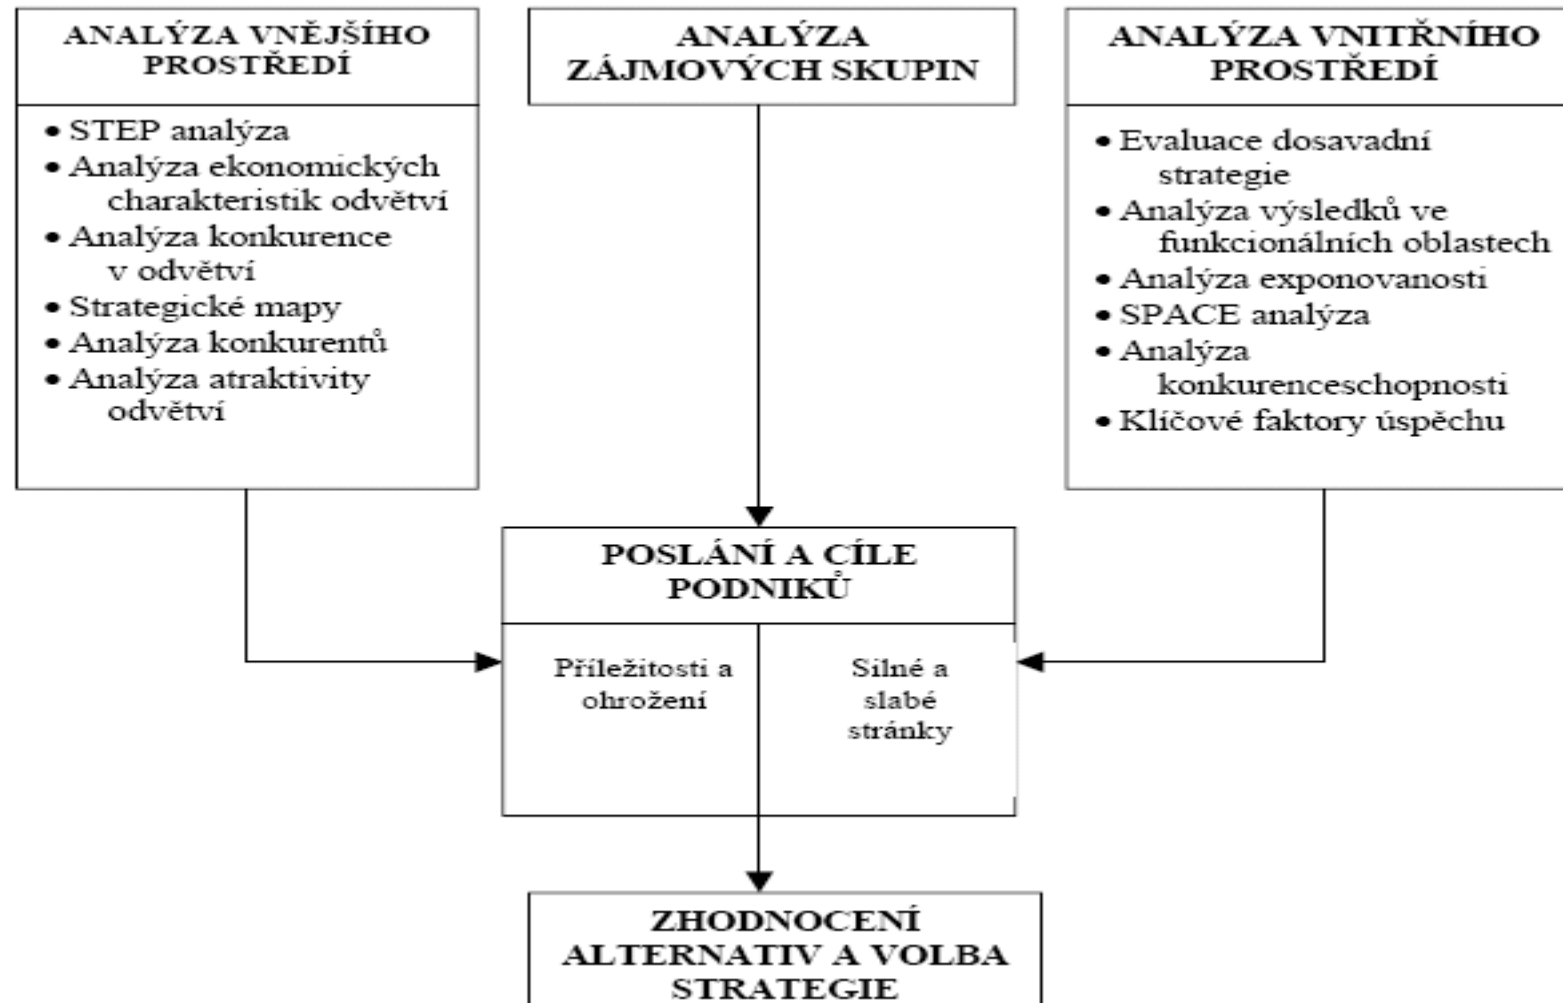 ANALÝZA VNĚJŠÍHO
PROSTŘEDÍ
• STEP analýza
• Analýza ekonomických
charakteristik odvětví
• Analýza konkurence
v odvětví
• Strategické mapy
• Analýza konkurentů
• Analýza atraktivity
odvětví
ANALÝZA
ZÁJMOVÝCH SKUPIN
ANALÝZA VNITŘNÍHO
PROSTŘEDÍ
• Evaluace dosavadní
strategie
• Analýza výsledků ve
funkcionálních oblastech
• Analýza exponovanosti
• SPACE analýza
• Analýza
konkurenceschopnosti
• Klíčové faktory úspěchu
POSLÁNÍ A CÍLE
PODNIKŮ
Příležitosti a
ohrožení
Silné a
slabé
stránky
ZHODNOCENÍ
ALTERNATIV A VOLBA
STRATEGIE